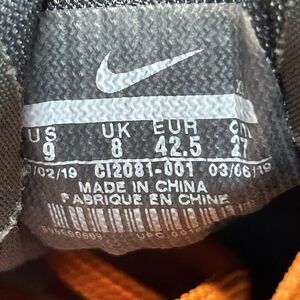 US UK EUR
9 8 42.5 27
/02/19 CI2081-001 03/06/19
MADE IN CHINA
FABRIQUE EN CHINE